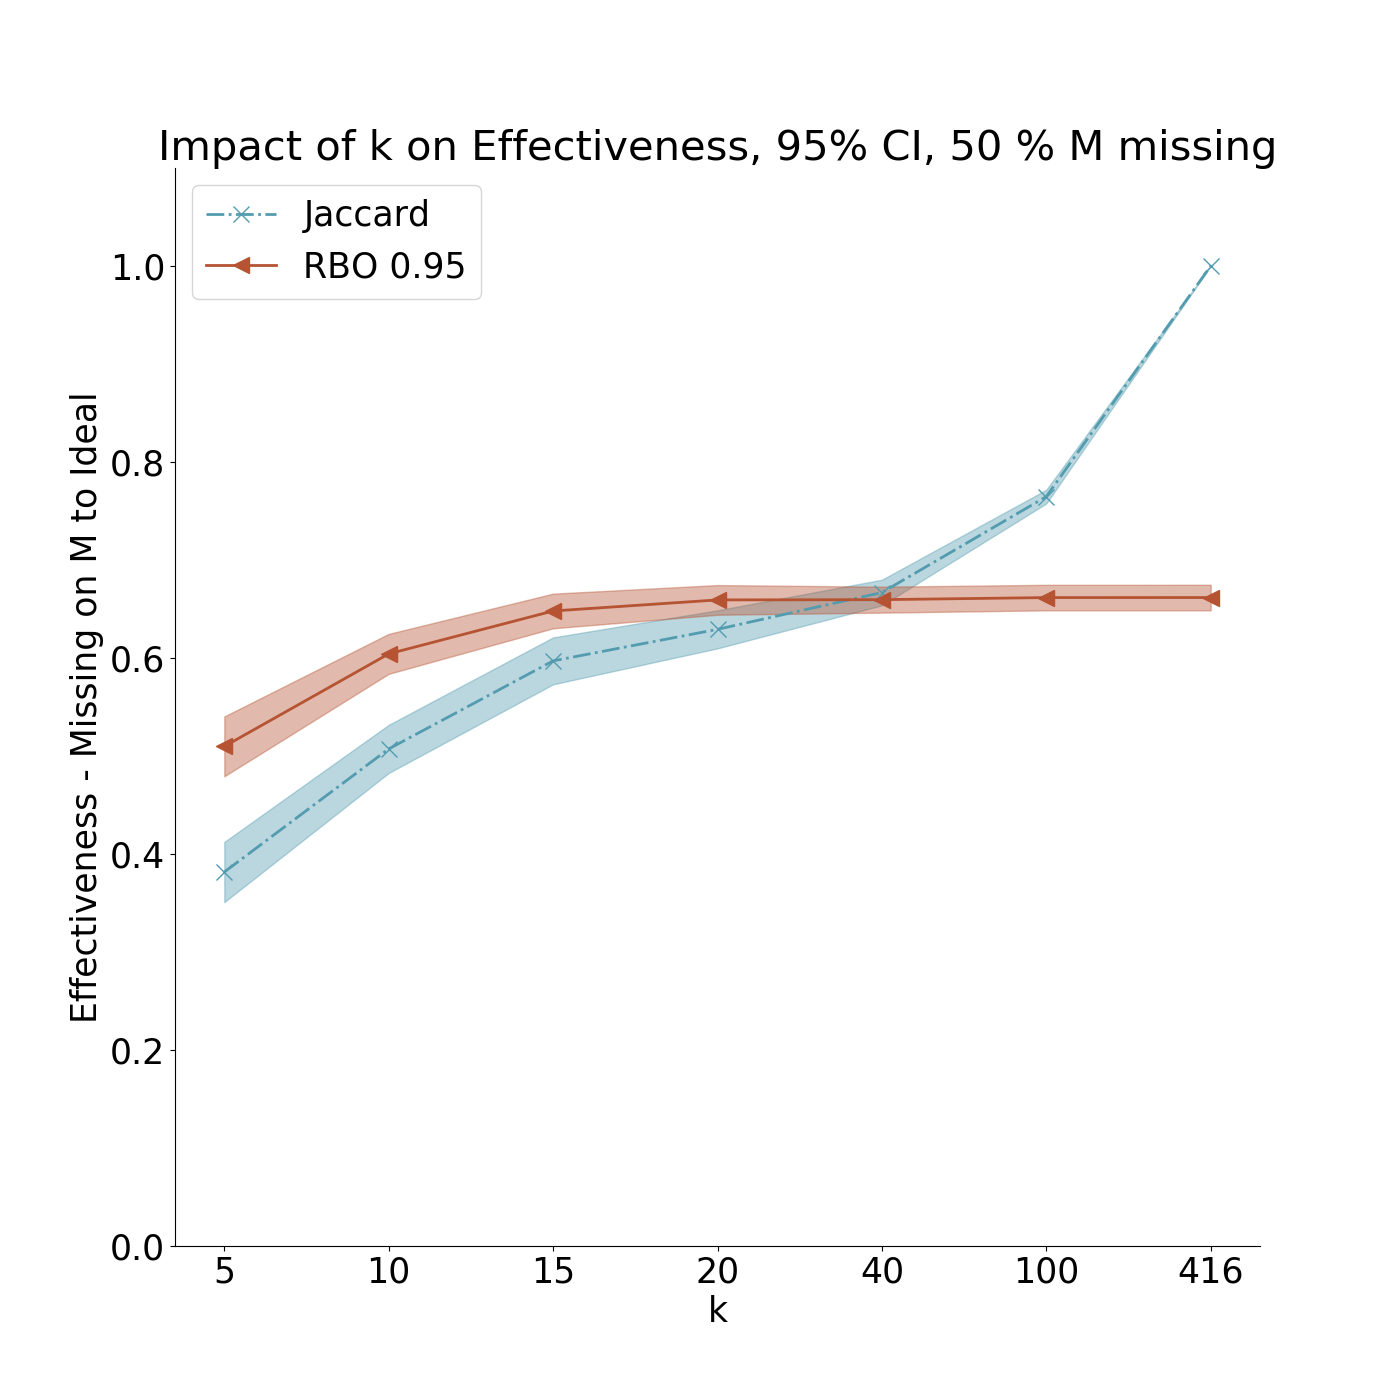 Impact of k on Effectiveness, 95% CI, 50 % M missing
Jaccard
RBO 0.95
Effectiveness - Missing on M to Ideal
1.0
0.8
0.6
0.4
0.2
0.0
5 10 15 20 40 100 416
k